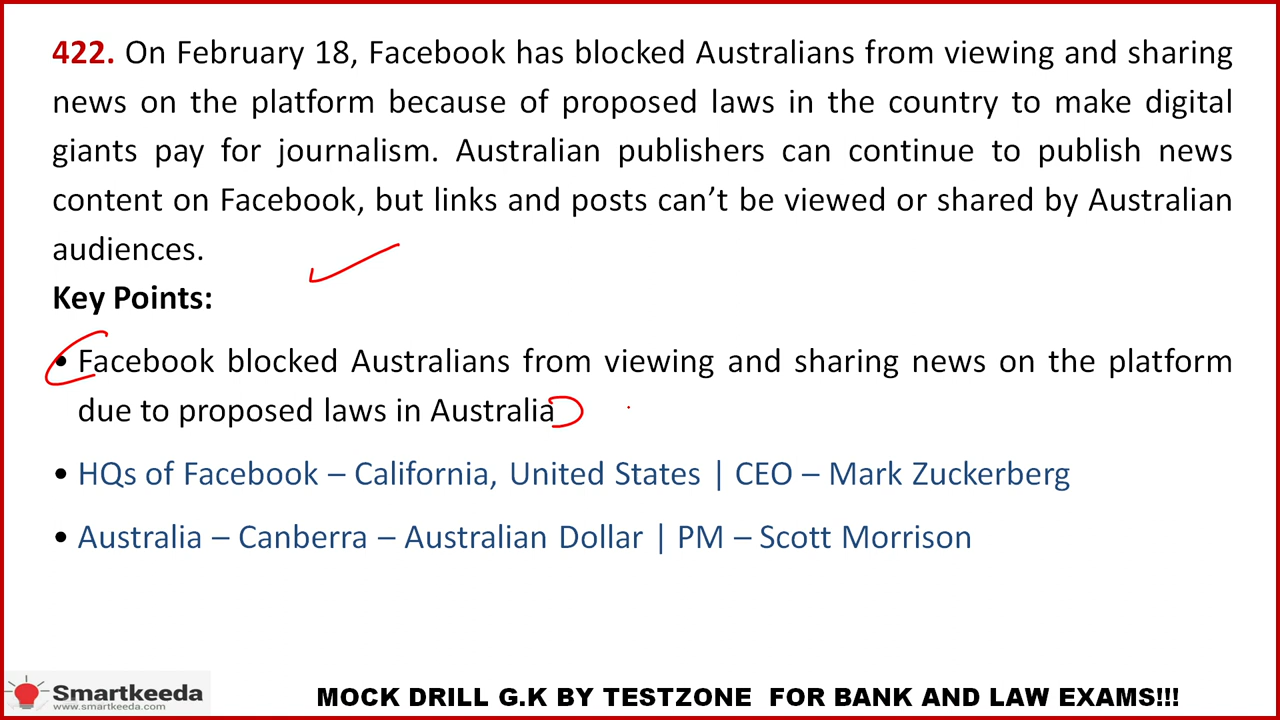 422. On February 18, Facebook has blocked Australians from viewing and sharing
news on the platform because of proposed laws in the country to make digital
giants pay for journalism. Australian publishers can continue to publish news
content on Facebook, but links and posts can’t be viewed or shared by Australian
audiences.
Key Points:
• Facebook blocked Australians from viewing and sharing news on the platform
due to proposed laws in Australia
• HQs of Facebook – California, United States | CEO – Mark Zuckerberg
• Australia – Canberra – Australian Dollar | PM – Scott Morrison
Smartkeeda
www.smartkeeda.com
MOCK DRILL G.K BY TESTZONE FOR BANK AND LAW EXAMS!!!